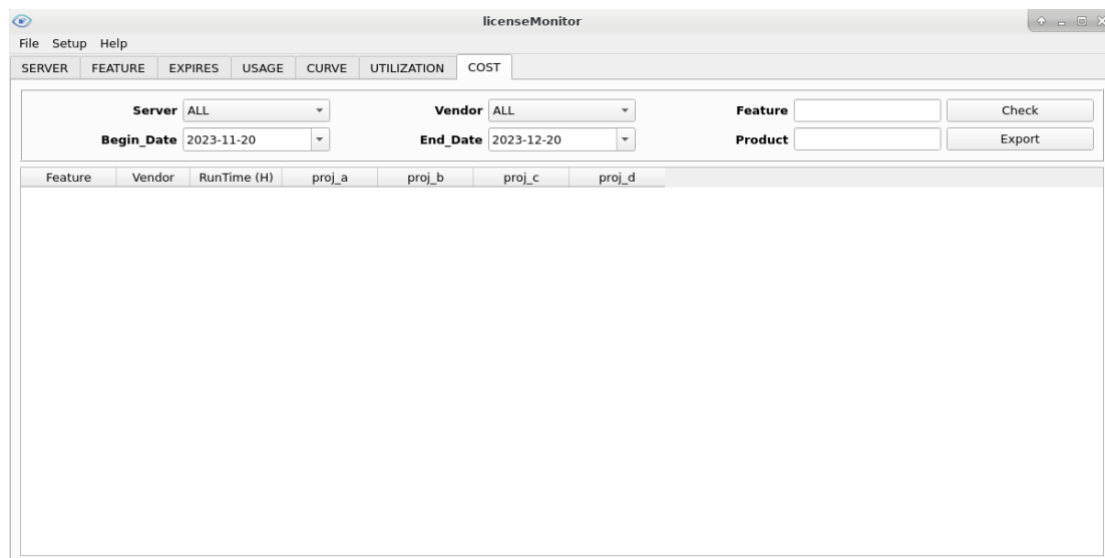 licenseMonitor
File Setup Help
SERVER FEATURE EXPIRES USAGE CURVE UTILIZATION COST
Server ALL Vendor ALL Feature Check
Begin_Date 2023-11-20 End_Date 2023-12-20 Product Export
Feature Vendor RunTime (H) proj_a proj_b proj_c proj_d